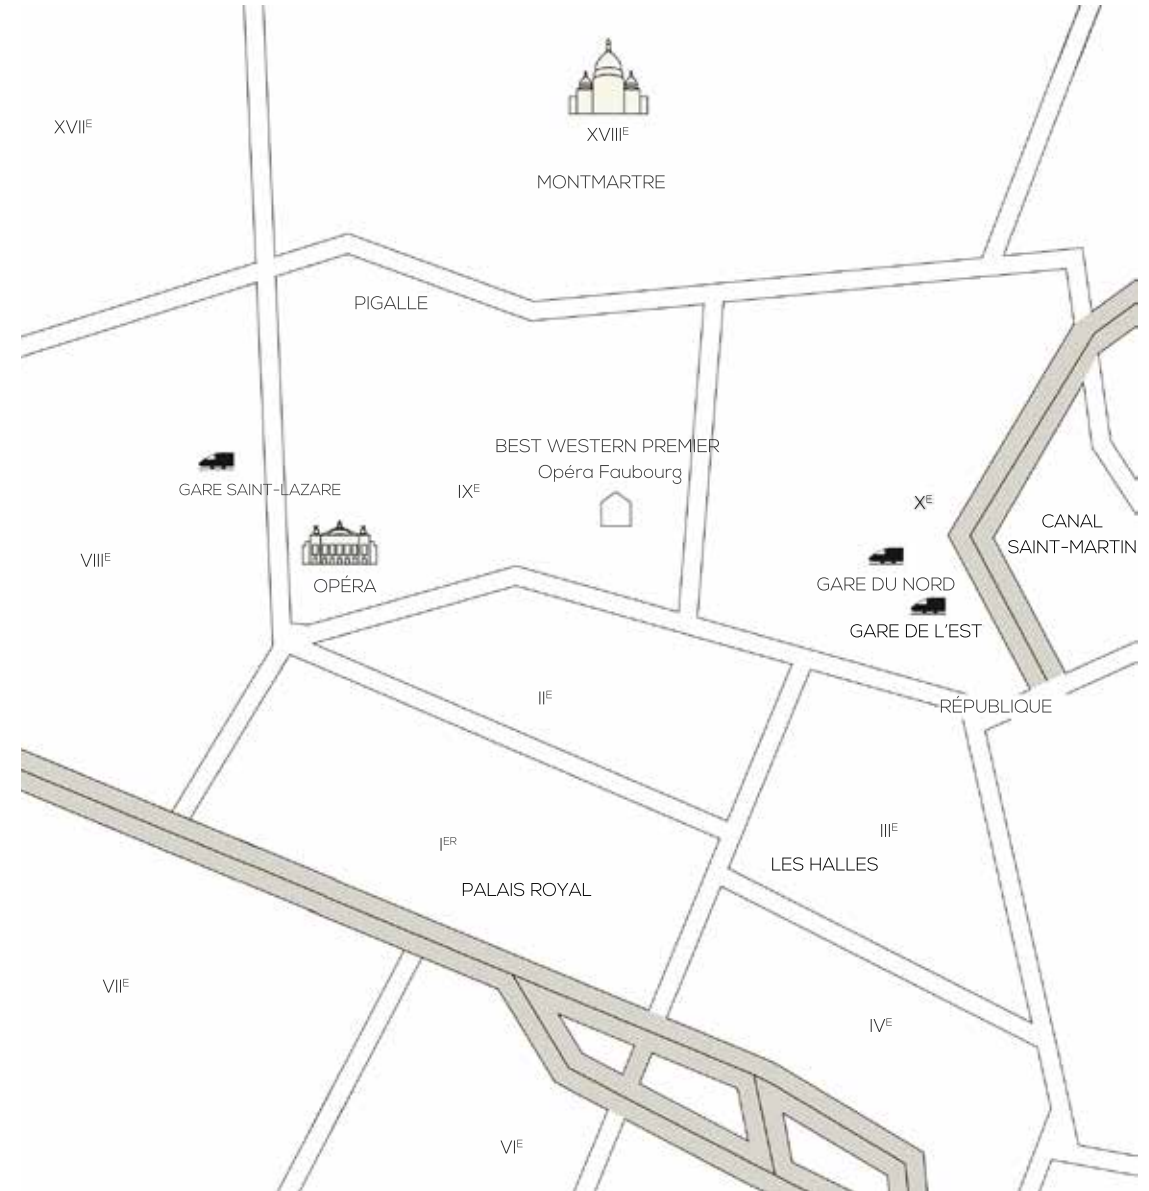 XVIIᴱ
XVIIIᴱ
MONTMARTRE
PIGALLE
BEST WESTERN PREMIER
Opéra Faubourg
GARE SAINT-LAZARE
IXᴱ
Xᴱ
CANAL
SAINT-MARTIN
VIIIᴱ
OPÉRA
GARE DU NORD
GARE DE L'EST
IIᴱ
RÉPUBLIQUE
IIIᴱ
Iᴱᴿ
LES HALLES
PALAIS ROYAL
VIIᴱ
IVᴱ
VIᴱ